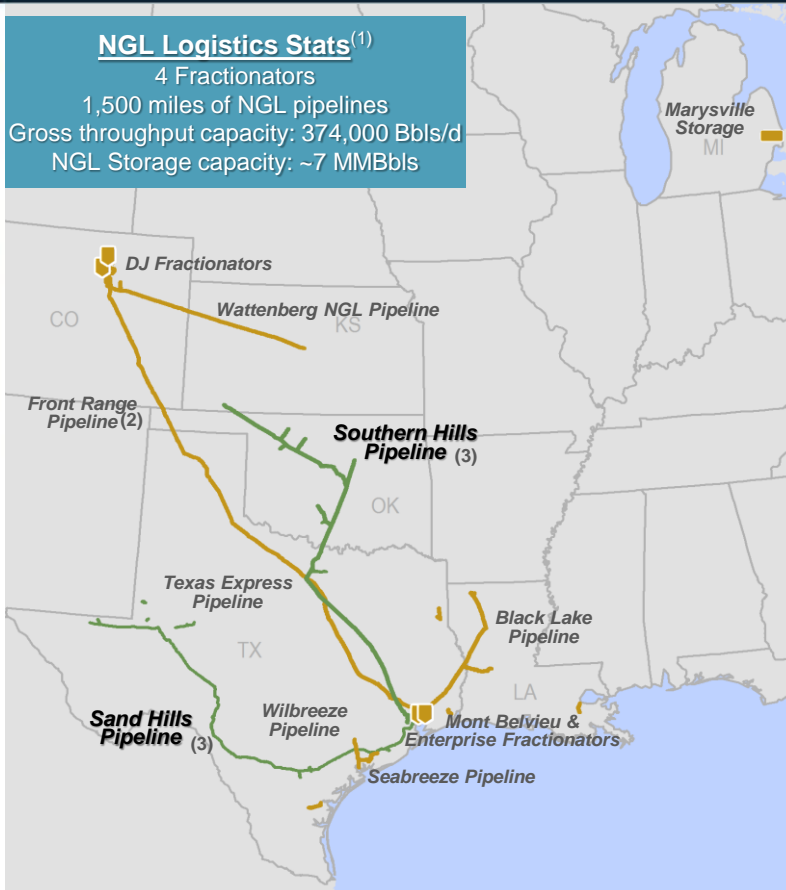 NGL Logistics Stats(1)
4 Fractionators
1,500 miles of NGL pipelines
Gross throughput capacity: 374,000 Bbls/d
NGL Storage capacity: ~7 MMBbls
Marysville
Storage
MI
DJ Fractionators
Wattenberg NGL Pipeline
CO
KS
Front Range
Pipeline(2)
Southern Hills
Pipeline (3)
OK
Texas Express
Pipeline
Black Lake
Pipeline
TX
LA
Sand Hills
Pipeline (3)
Wilbreeze
Pipeline
Mont Belvieu &
Enterprise Fractionators
Seabreeze Pipeline